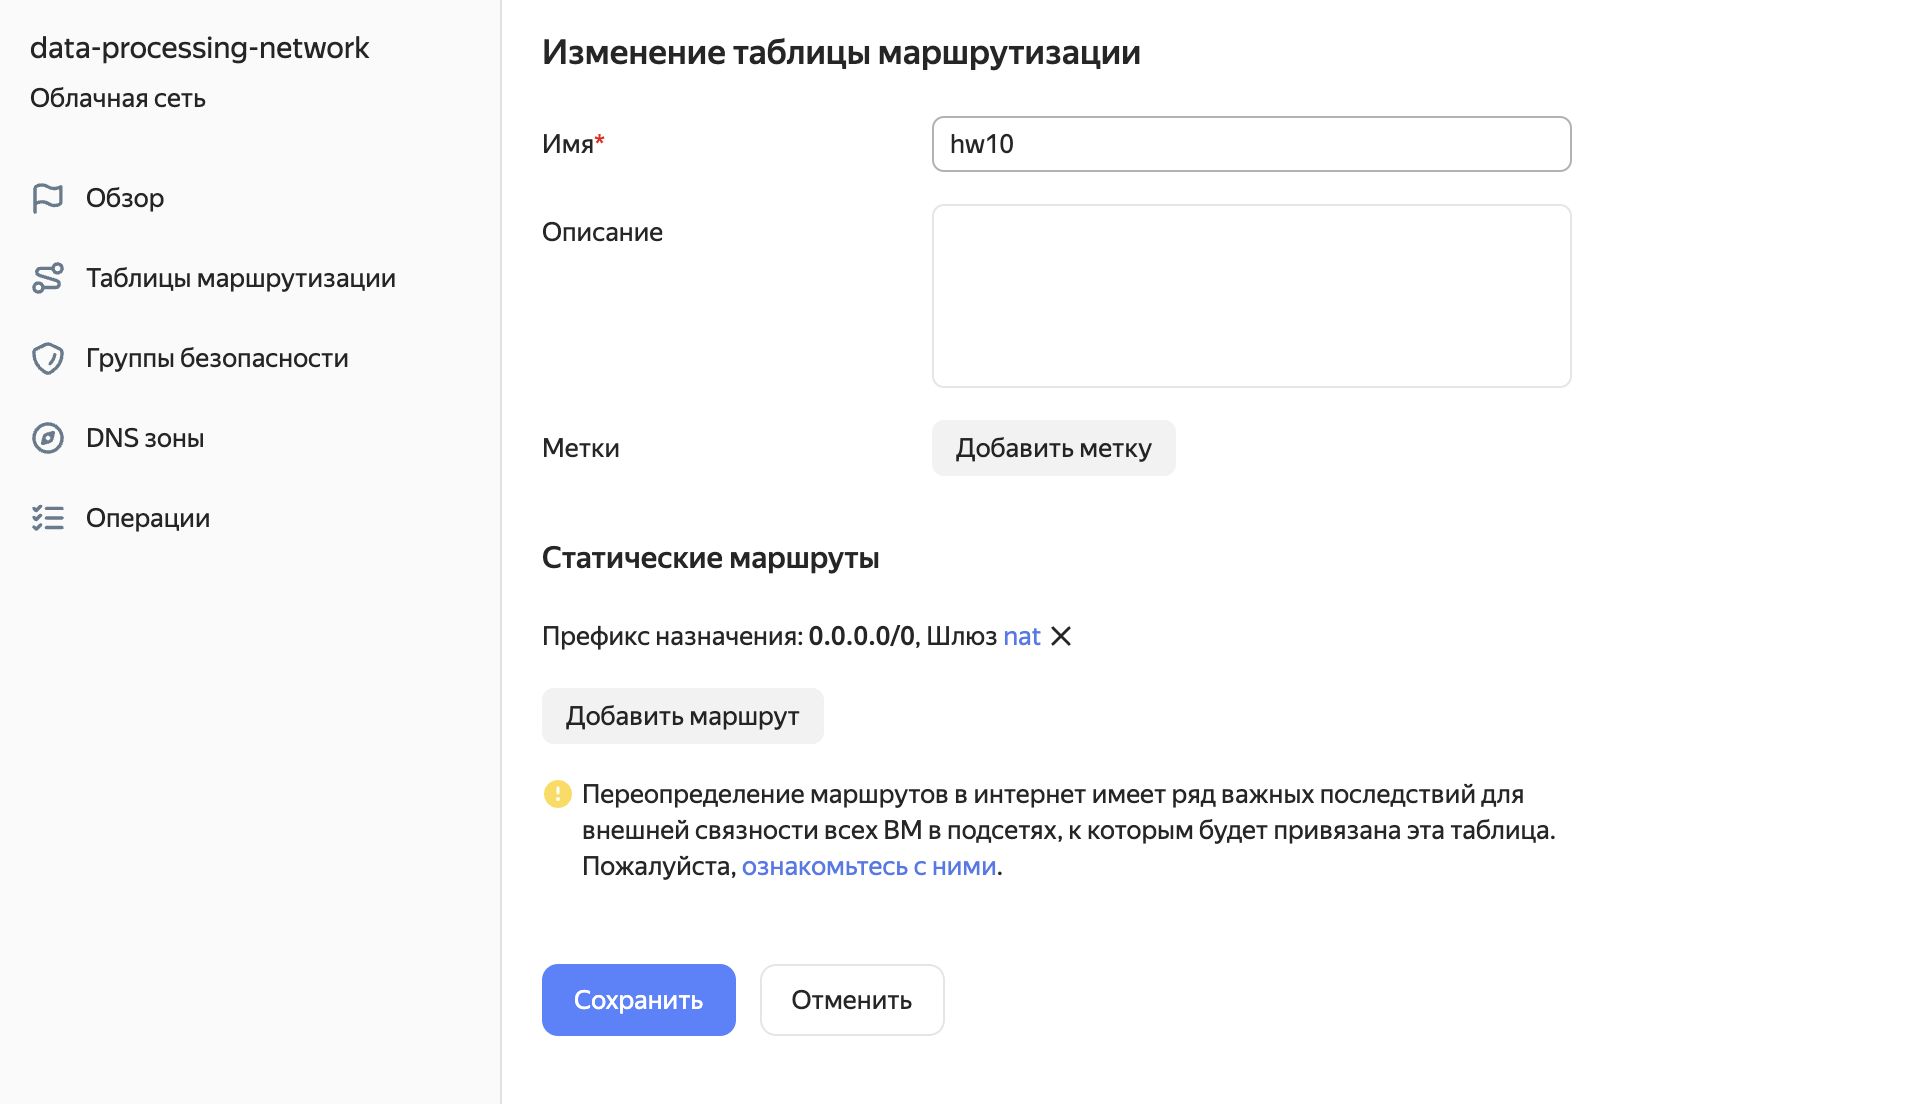 data-processing-network
Облачная сеть
Обзор
Таблицы маршрутизации
Группы безопасности
DNS зоны
Операции
Изменение таблицы маршрутизации
Имя*
hw10
Описание
Метки
Добавить метку
Статические маршруты
Префикс назначения: 0.0.0.0/0, Шлюз nat
Добавить маршрут
Переопределение маршрутов в интернет имеет ряд важных последствий для
внешней связности всех ВМ в подсетях, к которым будет привязана эта таблица.
Пожалуйста, ознакомьтесь с ними.
Сохранить
Отменить